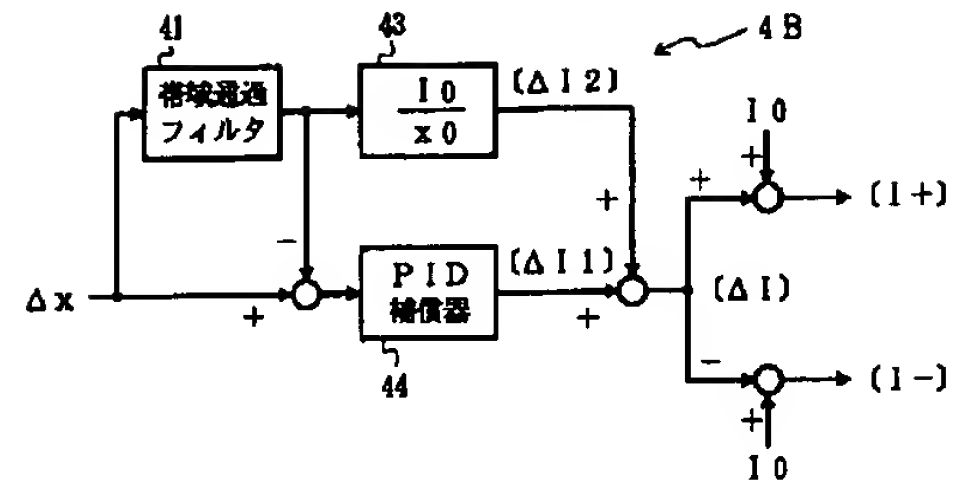 41
43
4B
帯域通過
フィルタ
I0
x0
(ΔI2)
I0
+
+
+
(I+)
-
Δx
+
PID
補償器
(ΔI1)
+
(ΔI)
-
(I-)
44
+
I0